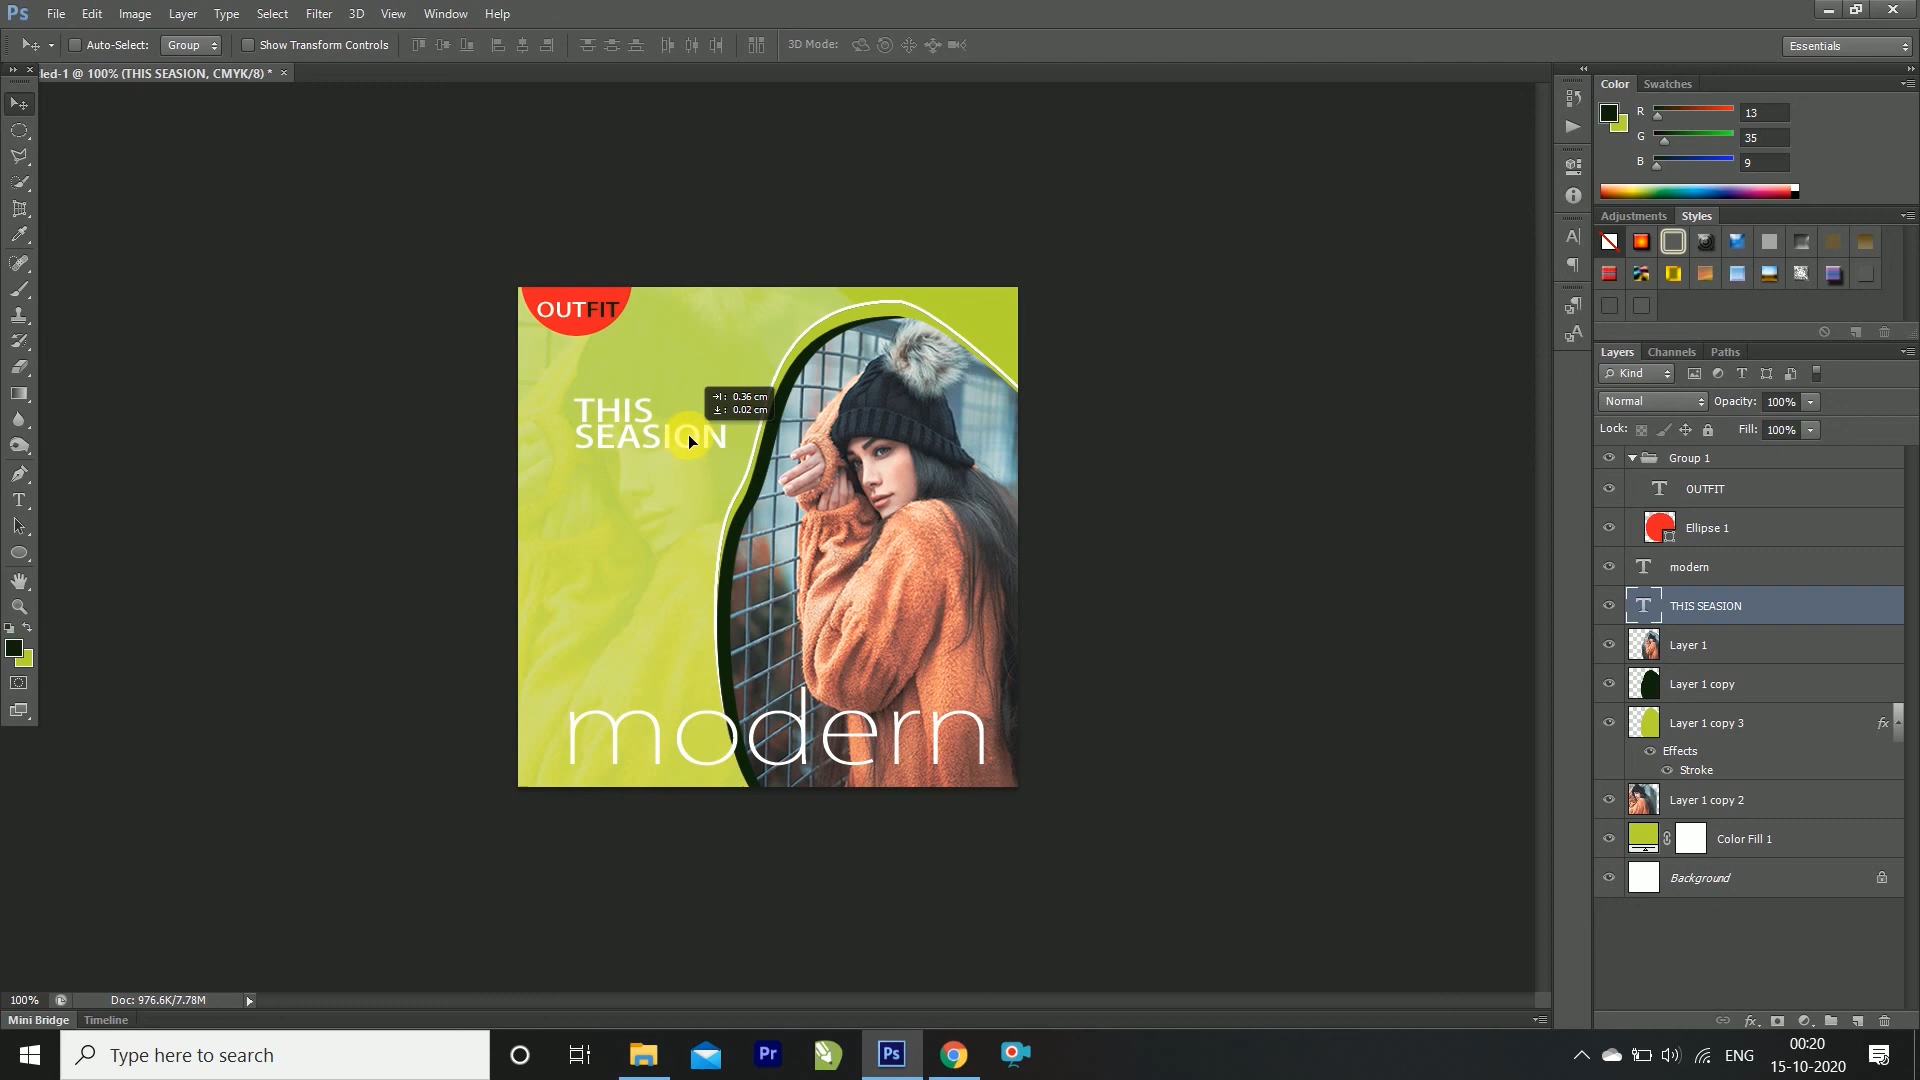 Ps File Edit Image Layer Type Select Filter 3D View Window Help
Auto-Select: Group Show Transform Controls 3D Mode: Essentials
led-1 @ 100% (THIS SEASION, CMYK/8) *
Color Swatches
R 13
G 35
B 9
Adjustments Styles
OUTFIT
THIS
SEASION
0.36 cm
0.02 cm
modern
Layers Channels Paths
Kind
Normal Opacity: 100%
Lock: Fill: 100%
Group 1
OUTFIT
Ellipse 1
modern
THIS SEASION
Layer 1
Layer 1 copy
Layer 1 copy 3 fx
Effects
Stroke
Layer 1 copy 2
Color Fill 1
Background
100% Doc: 976.6K/7.78M
Mini Bridge Timeline
Type here to search Pr Ps ENG 00:20
15-10-2020